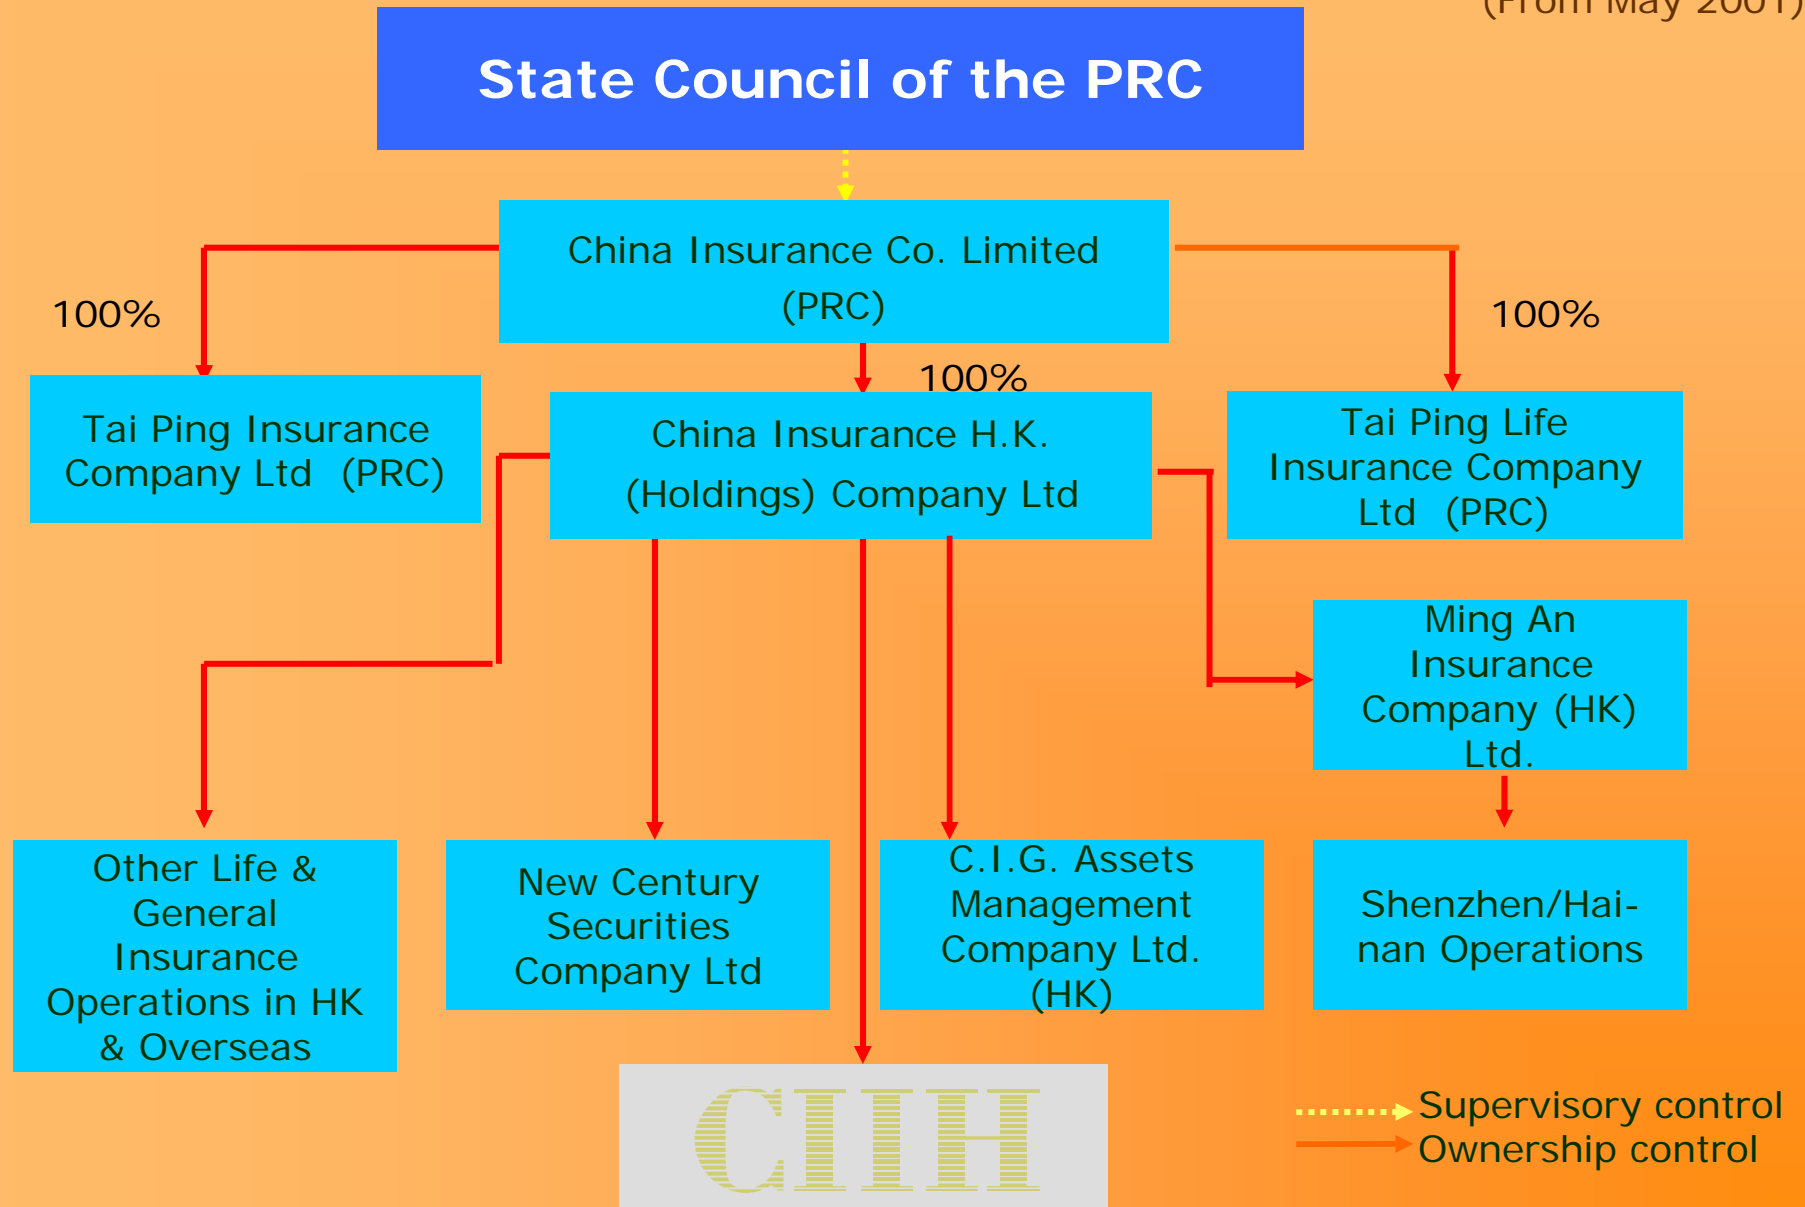 (From May 2001)
State Council of the PRC
China Insurance Co. Limited
(PRC)
100%
100%
100%
Tai Ping Insurance
Company Ltd (PRC)
China Insurance H.K.
(Holdings) Company Ltd
Tai Ping Life
Insurance Company
Ltd (PRC)
Ming An
Insurance
Company (HK)
Ltd.
Other Life &
General
Insurance
Operations in HK
& Overseas
New Century
Securities
Company Ltd
C.I.G. Assets
Management
Company Ltd.
(HK)
Shenzhen/Hai-
nan Operations
CIIH
Supervisory control
Ownership control